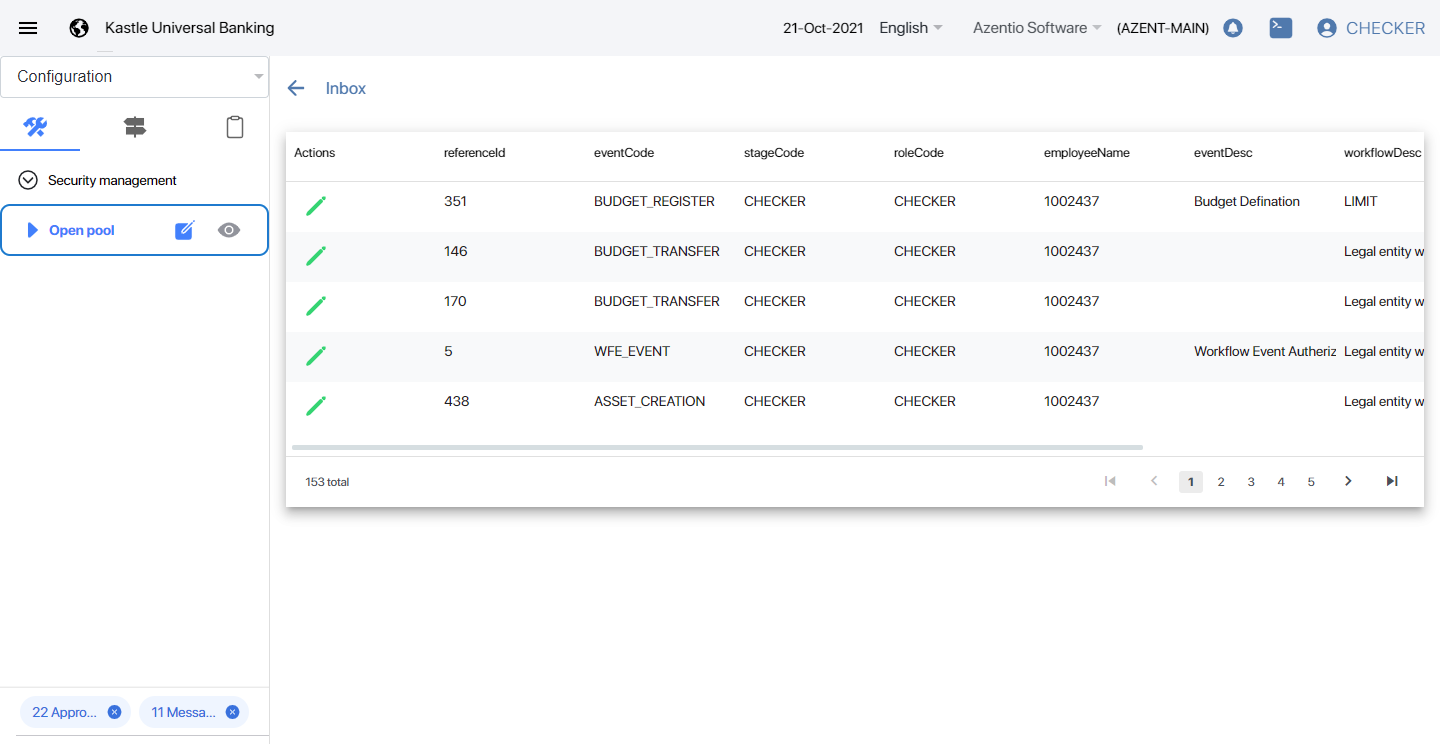 Kastle Universal Banking 21-Oct-2021 English Azentio Software (AZENT-MAIN) CHECKER
Configuration
Security management
Open pool
22 Appro... 11 Messa...
Inbox
Actions referenceId eventCode stageCode roleCode employeeName eventDesc workflowDesc
351 BUDGET_REGISTER CHECKER CHECKER 1002437 Budget Defination LIMIT
146 BUDGET_TRANSFER CHECKER CHECKER 1002437 Legal entity w
170 BUDGET_TRANSFER CHECKER CHECKER 1002437 Legal entity w
5 WFE_EVENT CHECKER CHECKER 1002437 Workflow Event Autheriz Legal entity w
438 ASSET_CREATION CHECKER CHECKER 1002437 Legal entity w
153 total 1 2 3 4 5